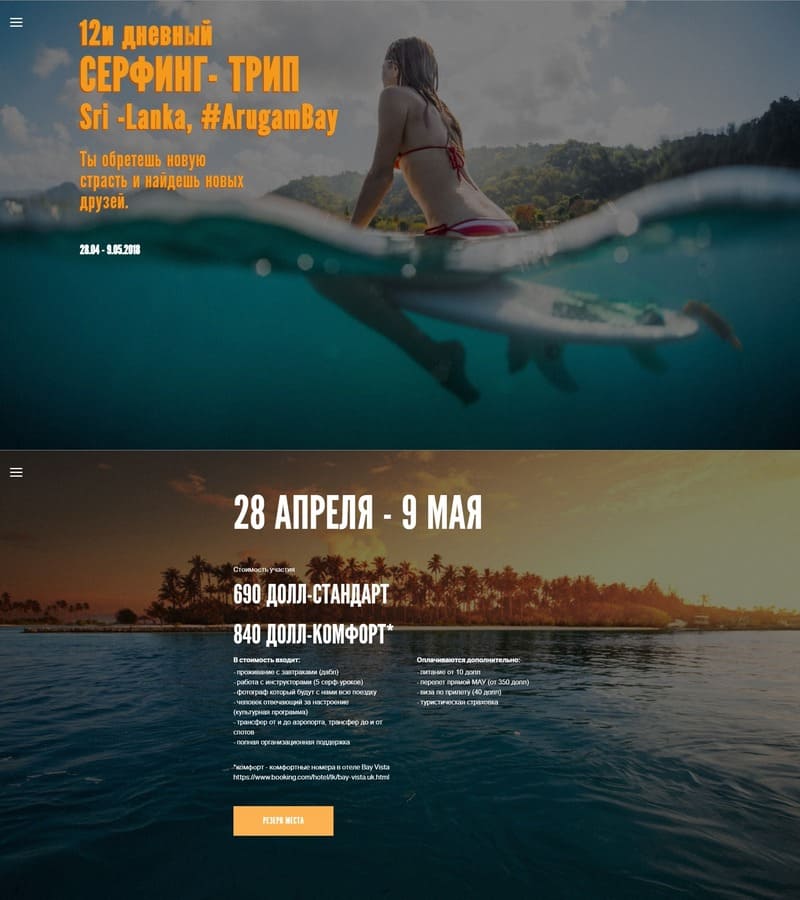 12и дневный
СЕРФИНГ- ТРИП
Sri -Lanka, #ArugamBay
Ты обретешь новую
страсть и найдешь новых
друзей.
28.04 - 9.05.2018
28 АПРЕЛЯ - 9 МАЯ
Стоимость участия
690 ДОЛЛ-СТАНДАРТ
840 ДОЛЛ-КОМФОРТ*
В стоимость входит:
- проживание с завтраками (дабл)
- работа с инструкторами (5 серф-уроков)
- фотограф который будут с нами всю поездку
- человек отвечающий за настроение
(культурная программа)
- трансфер от и до аэропорта, трансфер до и от
спотов
- полная организационная поддержка
Оплачиваются дополнительно:
- питание от 10 долл
- перелет прямой МАУ (от 350 долл)
- виза по прилету (40 долл)
- туристическая страховка
*комфорт - комфортные номера в отеле Bay Vista
https://www.booking.com/hotel/lk/bay-vista.uk.html
РЕЗЕРВ МЕСТА